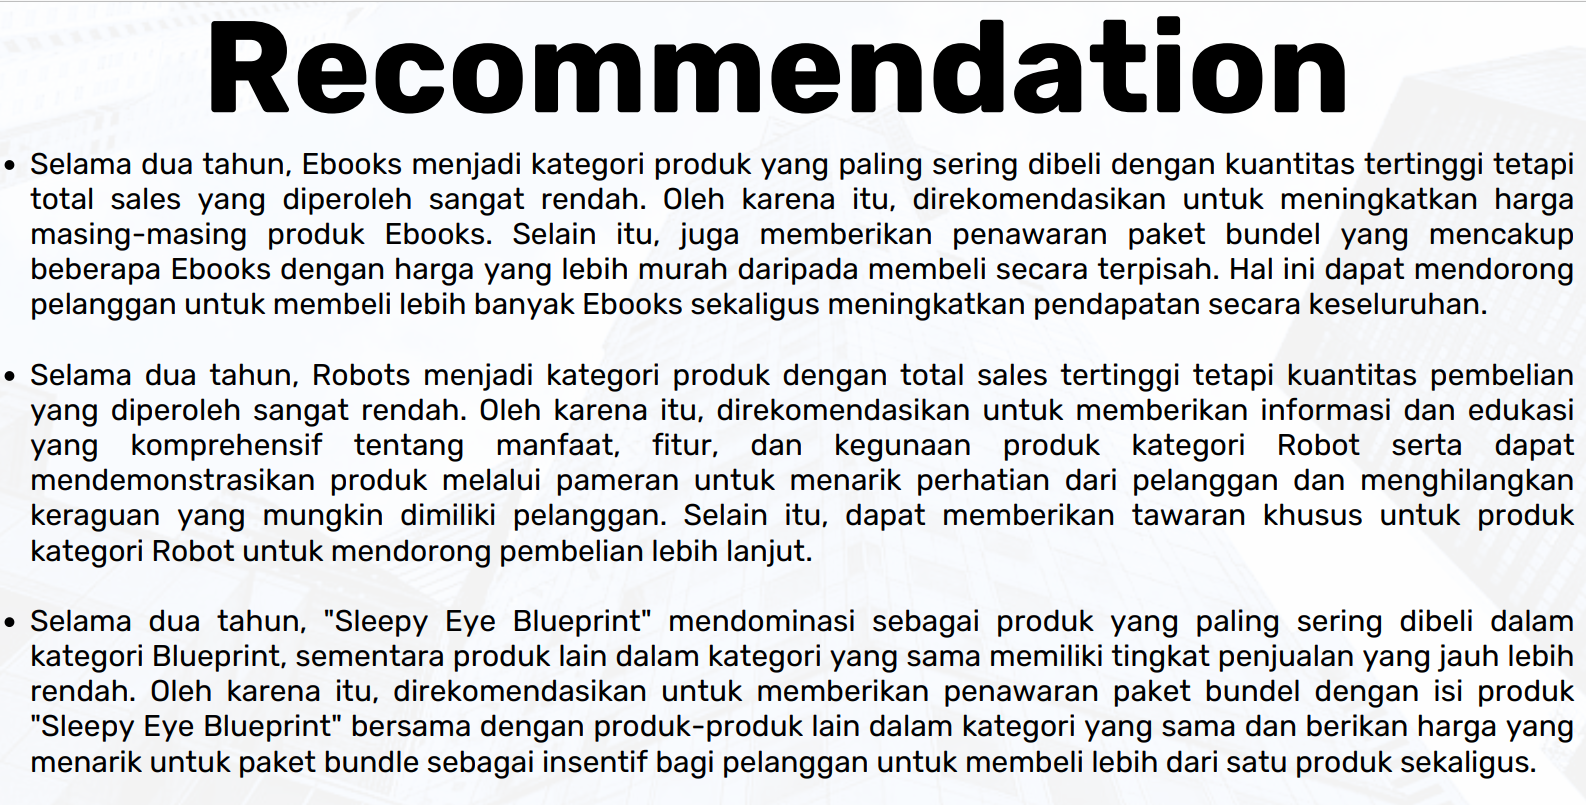 Recommendation
• Selama dua tahun, Ebooks menjadi kategori produk yang paling sering dibeli dengan kuantitas tertinggi tetapi
total sales yang diperoleh sangat rendah. Oleh karena itu, direkomendasikan untuk meningkatkan harga
masing-masing produk Ebooks. Selain itu, juga memberikan penawaran paket bundel yang mencakup
beberapa Ebooks dengan harga yang lebih murah daripada membeli secara terpisah. Hal ini dapat mendorong
pelanggan untuk membeli lebih banyak Ebooks sekaligus meningkatkan pendapatan secara keseluruhan.
• Selama dua tahun, Robots menjadi kategori produk dengan total sales tertinggi tetapi kuantitas pembelian
yang diperoleh sangat rendah. Oleh karena itu, direkomendasikan untuk memberikan informasi dan edukasi
yang komprehensif tentang manfaat, fitur, dan kegunaan produk kategori Robot serta dapat
mendemonstrasikan produk melalui pameran untuk menarik perhatian dari pelanggan dan menghilangkan
keraguan yang mungkin dimiliki pelanggan. Selain itu, dapat memberikan tawaran khusus untuk produk
kategori Robot untuk mendorong pembelian lebih lanjut.
• Selama dua tahun, "Sleepy Eye Blueprint" mendominasi sebagai produk yang paling sering dibeli dalam
kategori Blueprint, sementara produk lain dalam kategori yang sama memiliki tingkat penjualan yang jauh lebih
rendah. Oleh karena itu, direkomendasikan untuk memberikan penawaran paket bundel dengan isi produk
"Sleepy Eye Blueprint" bersama dengan produk-produk lain dalam kategori yang sama dan berikan harga yang
menarik untuk paket bundle sebagai insentif bagi pelanggan untuk membeli lebih dari satu produk sekaligus.